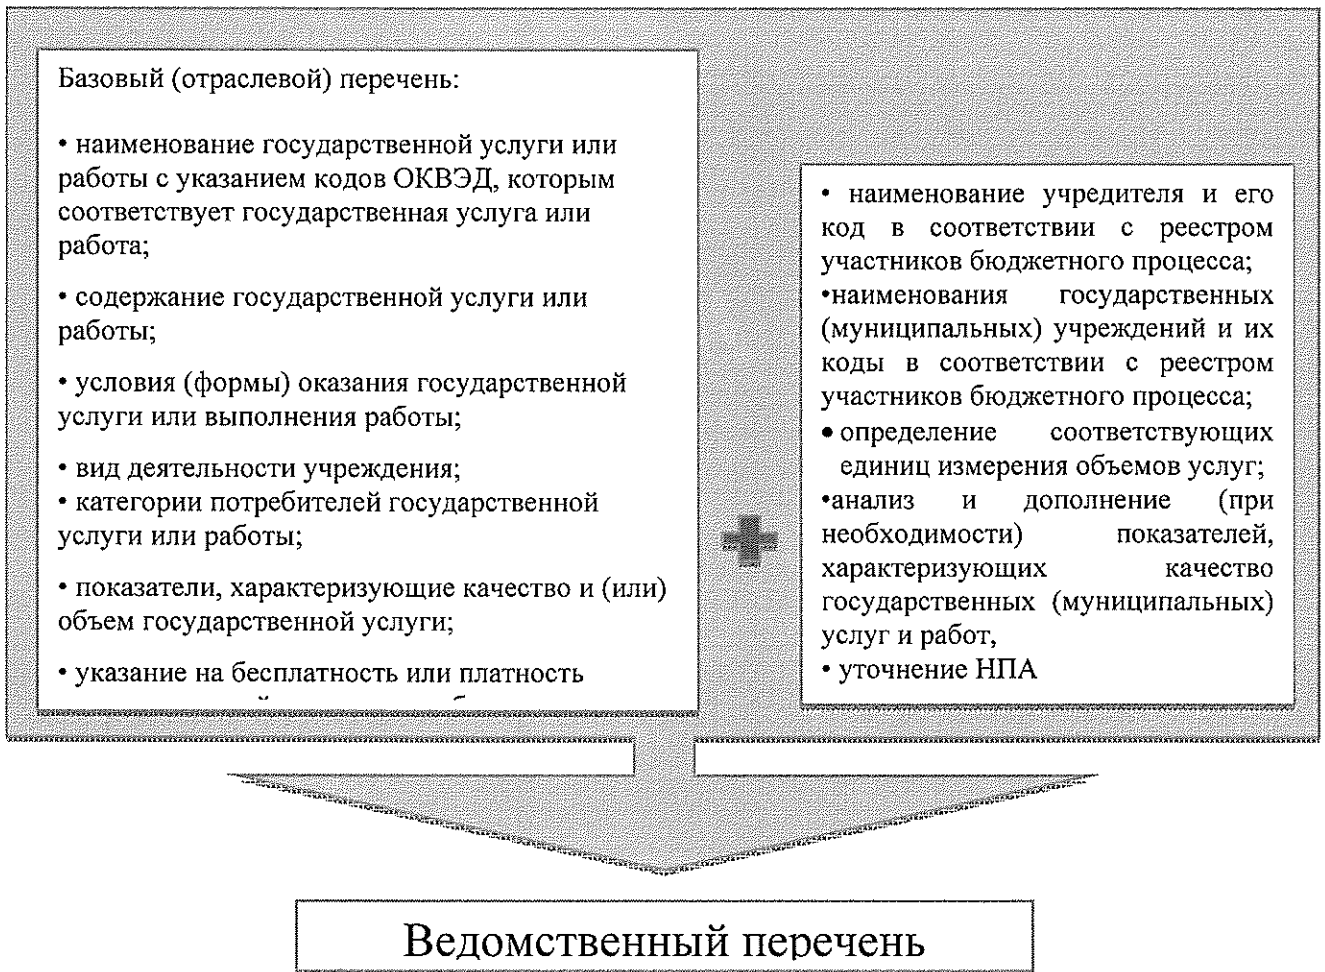 Базовый (отраслевой) перечень:
• наименование государственной услуги или
работы с указанием кодов ОКВЭД, которым
соответствует государственная услуга или
работа;
• содержание государственной услуги или
работы;
• условия (формы) оказания государственной
услуги или выполнения работы;
• вид деятельности учреждения;
• категории потребителей государственной
услуги или работы;
• показатели, характеризующие качество и (или)
объем государственной услуги;
• указание на бесплатность или платность
• наименование учредителя и его
код в соответствии с реестром
участников бюджетного процесса;
•наименования государственных
(муниципальных) учреждений и их
коды в соответствии с реестром
участников бюджетного процесса;
• определение соответствующих
единиц измерения объемов услуг;
•анализ и дополнение (при
необходимости) показателей,
характеризующих качество
государственных (муниципальных)
услуг и работ,
• уточнение НПА
Ведомственный перечень